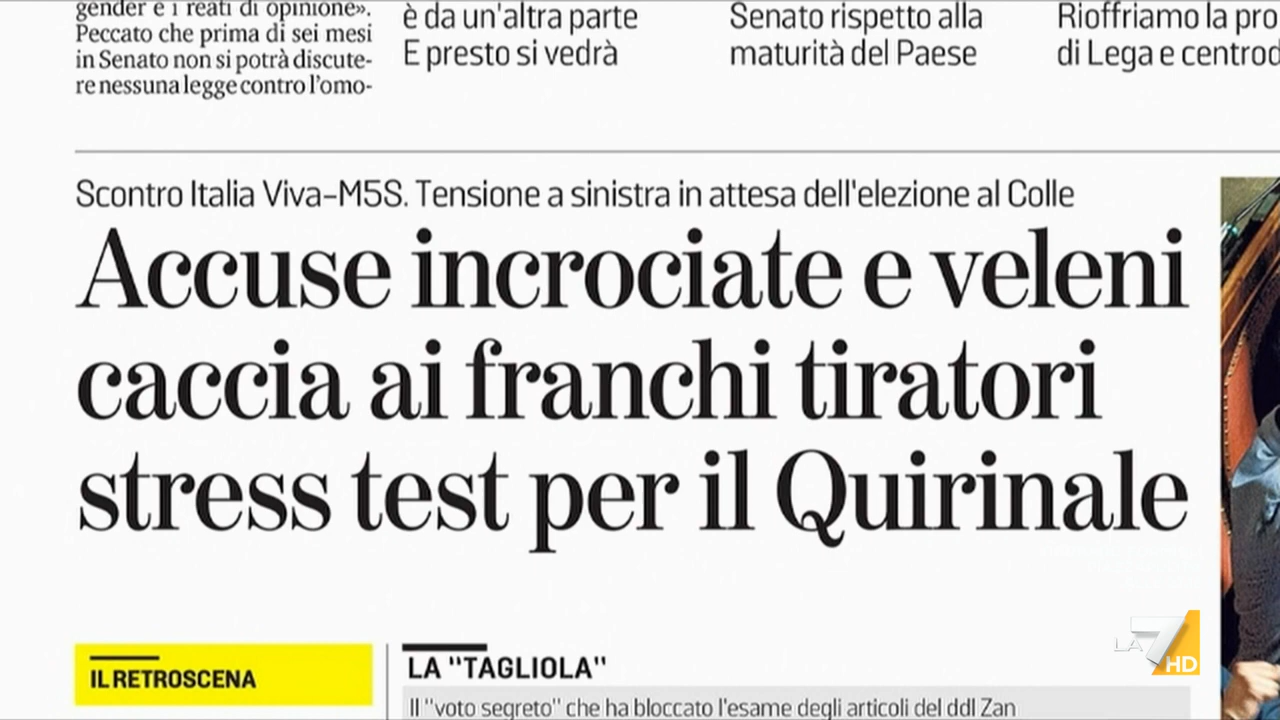 gender e i reati di opinione».
Peccato che prima di sei mesi
in Senato non si potrà discute-
re nessuna legge contro l'omo-
è da un'altra parte
E presto si vedrà
Senato rispetto alla
maturità del Paese
Rioffriamo la pro
di Lega e centrod
Scontro Italia Viva-M5S. Tensione a sinistra in attesa dell'elezione al Colle
Accuse incrociate e veleni
caccia ai franchi tiratori
stress test per il Quirinale
IL RETROSCENA
LA "TAGLIOLA"
Il "voto segreto" che ha bloccato l'esame degli articoli del ddl Zan
LA 7
HD